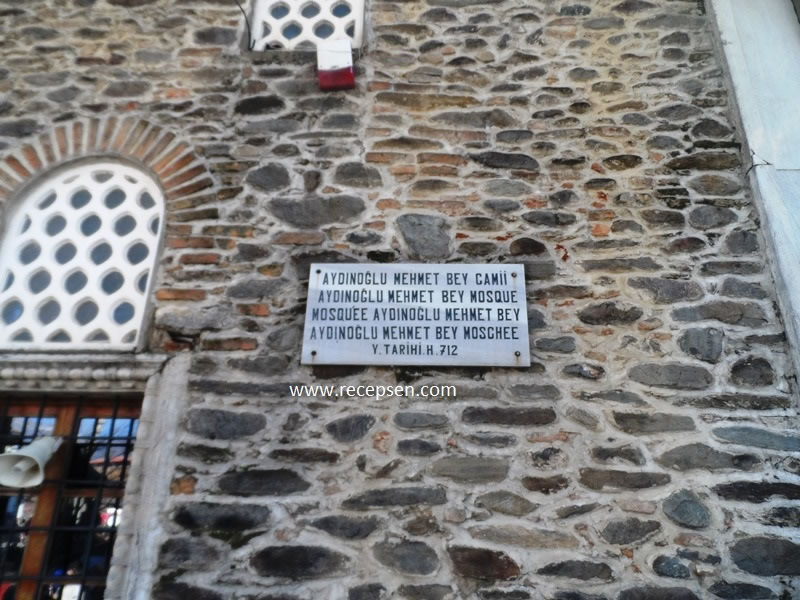 AYDINOĞLU MEHMET BEY CAMİİ
AYDINOĞLU MEHMET BEY MOSQUE
MOSQUÉE AYDINOĞLU MEHMET BEY
AYDINOĞLU MEHMET BEY MOSCHEE
Y. TARİHİ. H. 712
www.recepsen.com